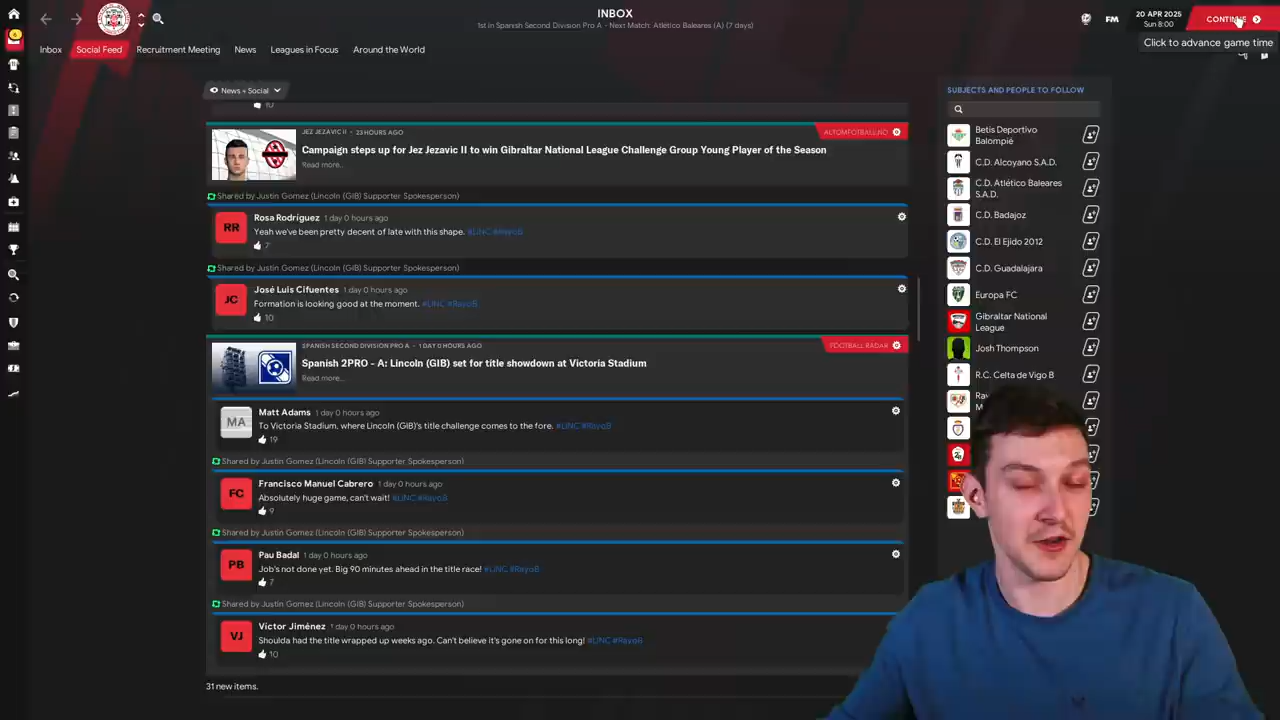 INBOX
1st in Spanish Second Division Pro A - Next Match: Atlético Baleares (A) (7 days)
FM
20 APR 2025
Sun 8:00
CONTINUE
Click to advance game time
Inbox
Social Feed
Recruitment Meeting
News
Leagues in Focus
Around the World
News + Social
10
JEZ JEZAVIC II • 23 HOURS AGO
Campaign steps up for Jez Jezavic II to win Gibraltar National League Challenge Group Young Player of the Season
Read more..
Shared by Justin Gomez (Lincoln (GIB) Supporter Spokesperson)
Rosa Rodríguez 1 day 0 hours ago
Yeah we've been pretty decent of late with this shape. #LINC #RayoB
7
Shared by Justin Gomez (Lincoln (GIB) Supporter Spokesperson)
RR
José Luis Cifuentes 1 day 0 hours ago
Formation is looking good at the moment. #LINC #RayoB
10
JC
SPANISH SECOND DIVISION PRO A • 1 DAY 0 HOURS AGO
FOOTBALL RADAR
Spanish 2PRO - A: Lincoln (GIB) set for title showdown at Victoria Stadium
Read more...
MA
Matt Adams 1 day 0 hours ago
To Victoria Stadium, where Lincoln (GIB)'s title challenge comes to the fore. #LINC #RayoB
19
Shared by Justin Gomez (Lincoln (GIB) Supporter Spokesperson)
FC
Francisco Manuel Cabrero 1 day 0 hours ago
Absolutely huge game, can't wait! #LINC #RayoB
9
Shared by Justin Gomez (Lincoln (GIB) Supporter Spokesperson)
PB
Pau Badal 1 day 0 hours ago
Job's not done yet. Big 90 minutes ahead in the title race! #LINC #RayoB
7
Shared by Justin Gomez (Lincoln (GIB) Supporter Spokesperson)
VJ
Víctor Jiménez 1 day 0 hours ago
Shoulda had the title wrapped up weeks ago. Can't believe it's gone on for this long! #LINC #RayoB
10
31 new items.
SUBJECTS AND PEOPLE TO FOLLOW
Betis Deportivo
Balompié
C.D. Alcoyano S.A.D.
C.D. Atlético Baleares
S.A.D.
C.D. Badajoz
C.D. El Ejido 2012
C.D. Guadalajara
Europa FC
Gibraltar National
League
Josh Thompson
R.C. Celta de Vigo B